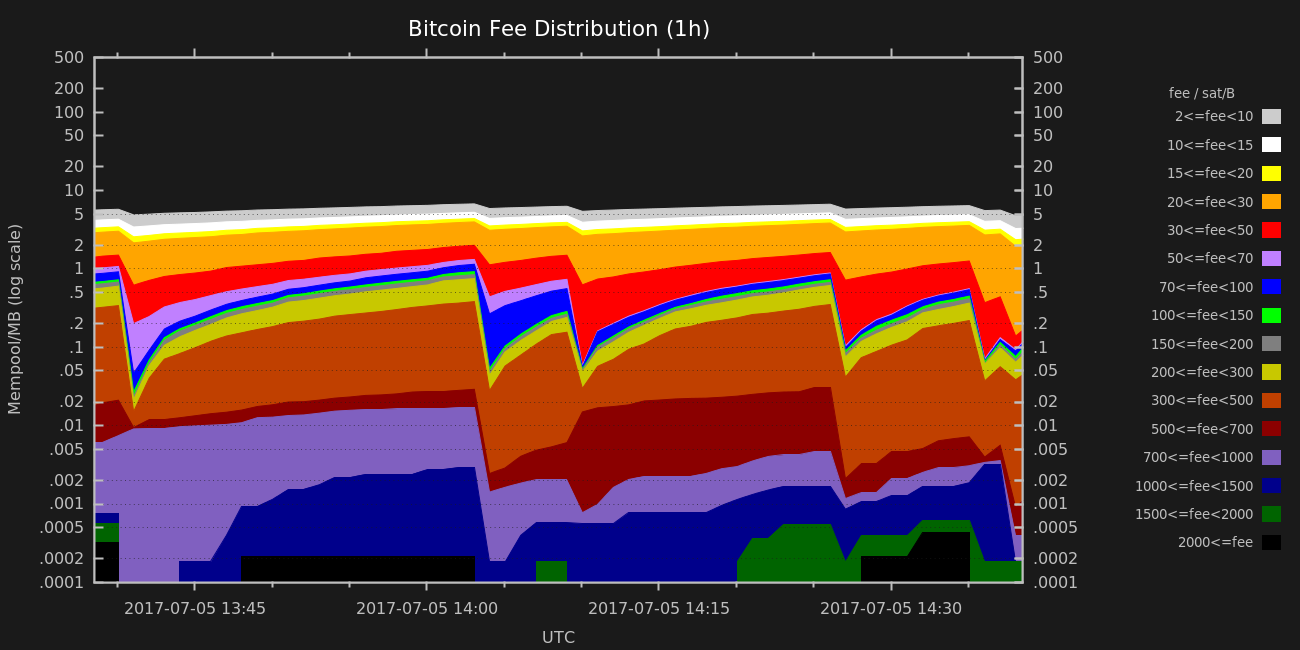 Bitcoin Fee Distribution (1h)
500 500
200 200
100 100
50 50
20 20
10 10
5 5
2 2
1 1
.5 .5
.2 .2
.1 .1
.05 .05
.02 .02
.01 .01
.005 .005
.002 .002
.001 .001
.0005 .0005
.0002 .0002
.0001 .0001
Mempool/MB (log scale)
2017-07-05 13:45 2017-07-05 14:00 2017-07-05 14:15 2017-07-05 14:30
UTC
fee / sat/B
2<=fee<10
10<=fee<15
15<=fee<20
20<=fee<30
30<=fee<50
50<=fee<70
70<=fee<100
100<=fee<150
150<=fee<200
200<=fee<300
300<=fee<500
500<=fee<700
700<=fee<1000
1000<=fee<1500
1500<=fee<2000
2000<=fee